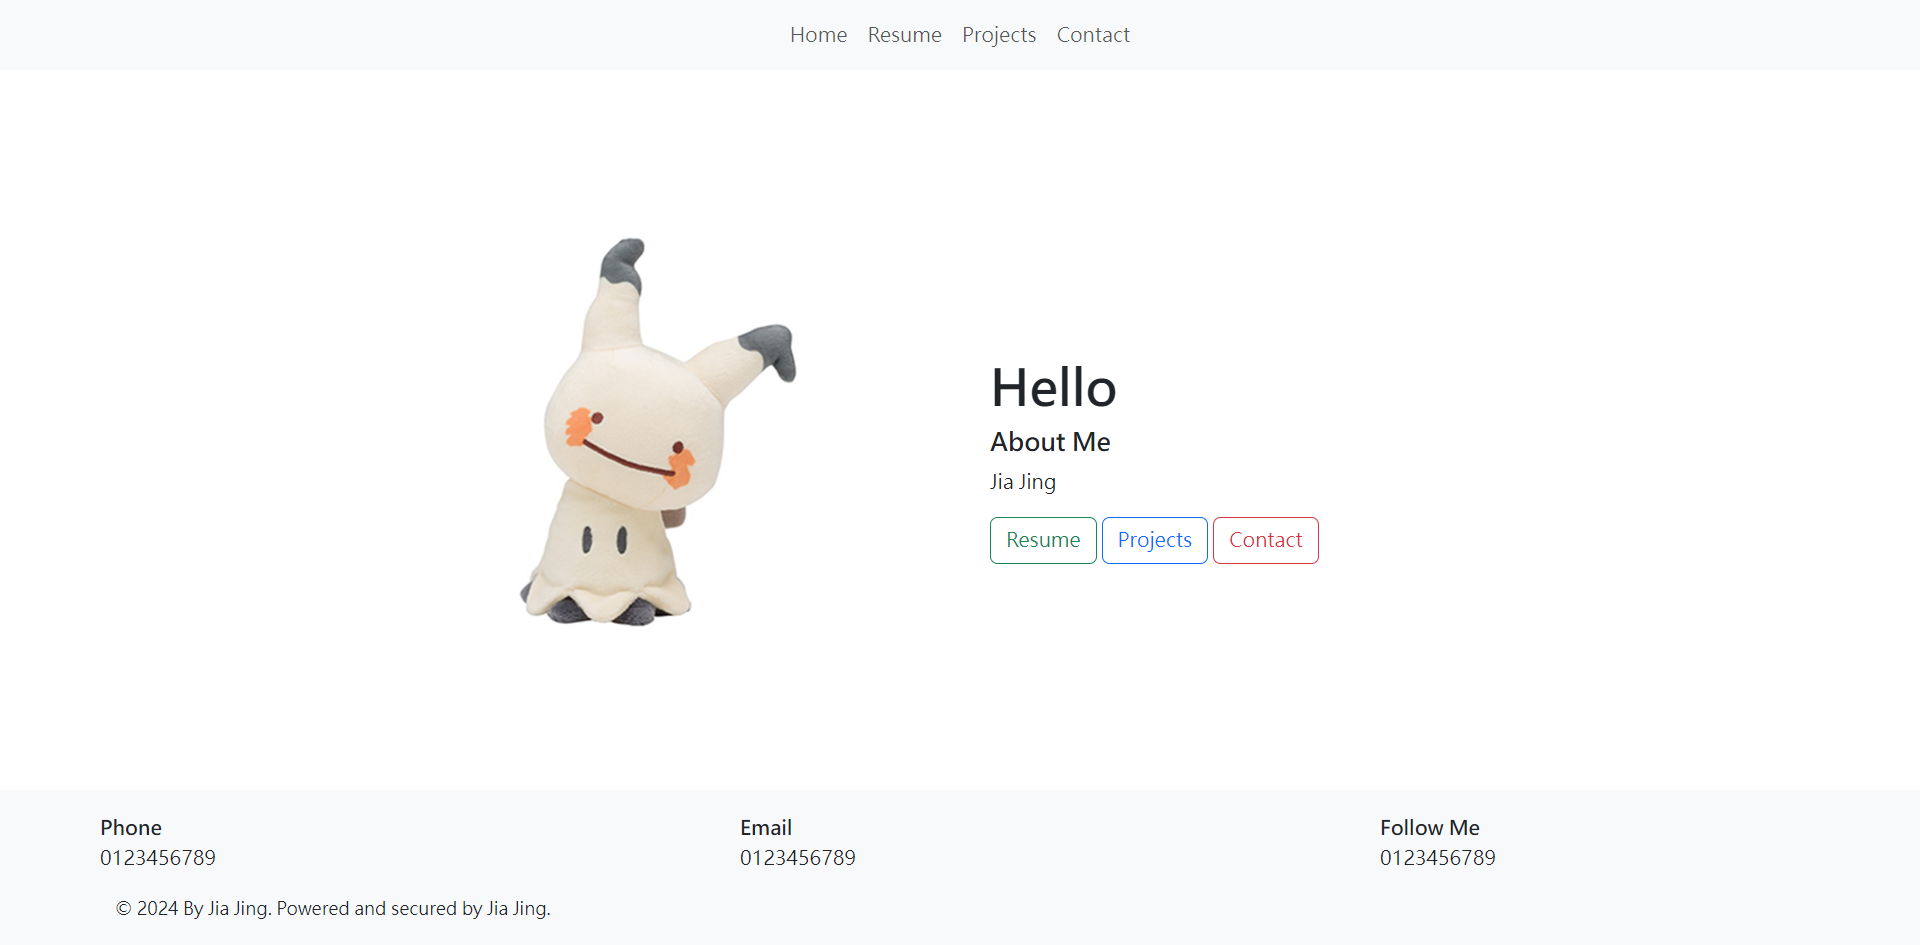 Home Resume Projects Contact
Hello
About Me
Jia Jing
Resume Projects Contact
Phone
0123456789
Email
0123456789
Follow Me
0123456789
© 2024 By Jia Jing. Powered and secured by Jia Jing.